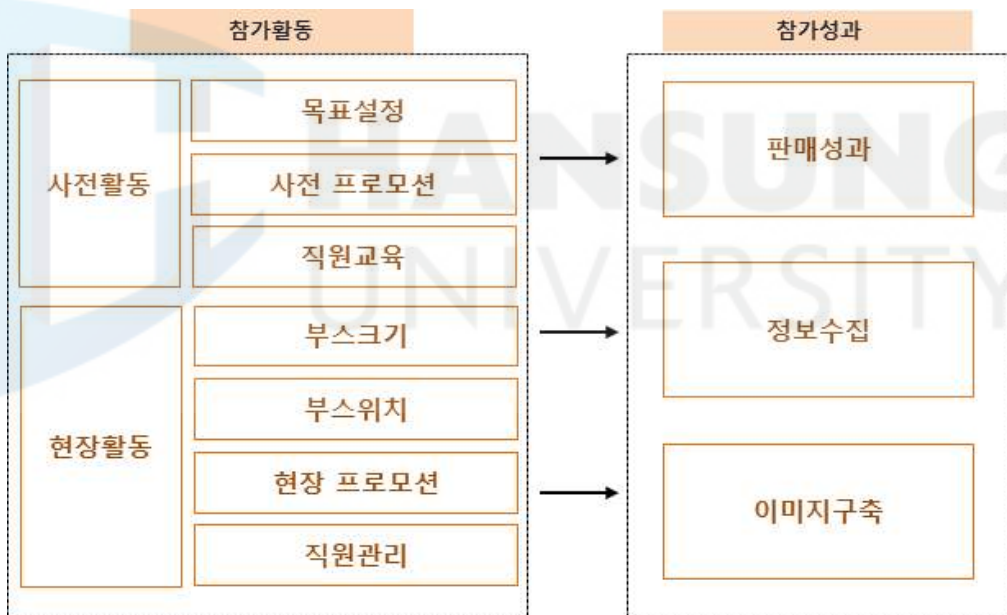 참가활동
참가성과
사전활동
목표설정
사전 프로모션
직원교육
현장활동
부스크기
부스위치
현장 프로모션
직원관리
판매성과
정보수집
이미지구축
HANSUNG
UNIVERSITY